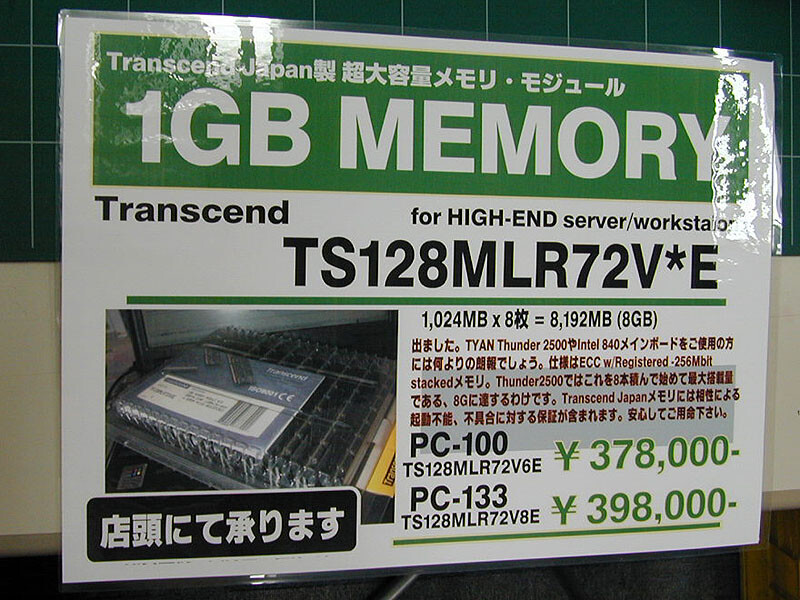 Transcend Japan製 超大容量メモリ・モジュール
1GB MEMORY
Transcend
for HIGH-END server/workstaion
TS128MLR72V*E
1,024MB x 8枚 = 8,192MB (8GB)
出ました。TYAN Thunder 2500やIntel 840メインボードをご使用の方
には何よりの朗報でしょう。仕様はECC w/Registered -256Mbit
stackedメモリ。Thunder2500ではこれを8本積んで始めて最大搭載量
である、8Gに達するわけです。Transcend Japanメモリには相性による
起動不能、不具合に対する保証が含まれます。安心してご用命下さい。
PC-100
TS128MLR72V6E
¥ 378,000-
PC-133
TS128MLR72V8E
¥ 398,000-
Transcend
ISO9001 CE
店頭にて承ります